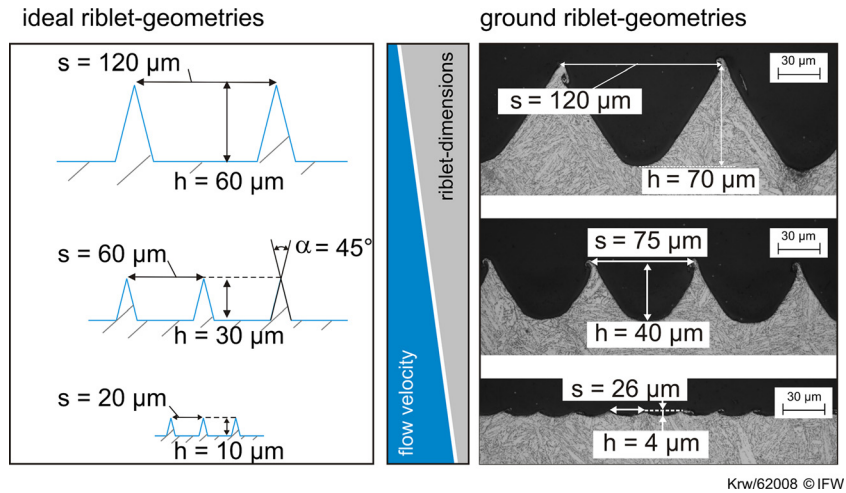 ideal riblet-geometries
s = 120 µm
h = 60 µm
s = 60 µm
α = 45°
h = 30 µm
s = 20 µm
h = 10 µm
flow velocity
riblet-dimensions
ground riblet-geometries
30 µm
s = 120 µm
h = 70 µm
30 µm
s = 75 µm
h = 40 µm
s = 26 µm
30 µm
h = 4 µm
Krw/62008 © IFW